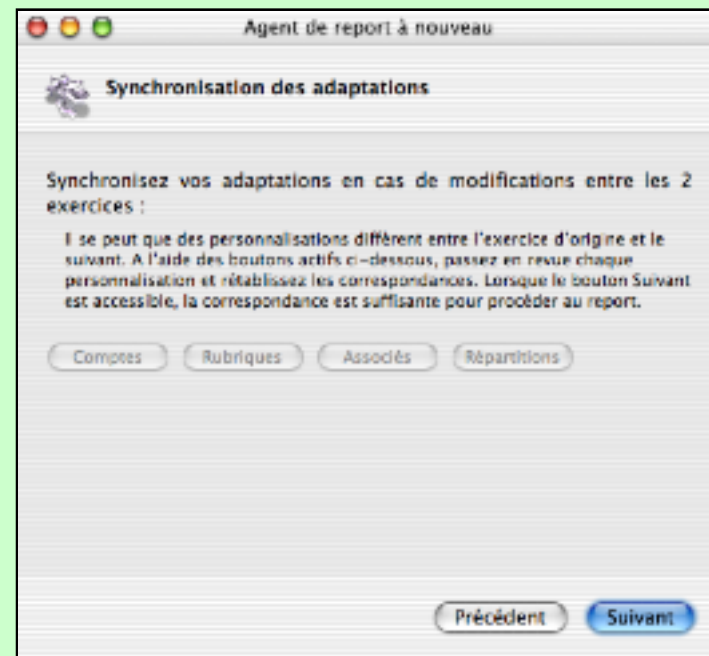 Agent de report à nouveau
Synchronisation des adaptations
Synchronisez vos adaptations en cas de modifications entre les 2
exercices :
Il se peut que des personnalisations diffèrent entre l'exercice d'origine et le
suivant. A l'aide des boutons actifs ci-dessous, passez en revue chaque
personnalisation et rétablissez les correspondances. Lorsque le bouton Suivant
est accessible, la correspondance est suffisante pour procéder au report.
Comptes Rubriques Associés Répartitions
Précédent Suivant